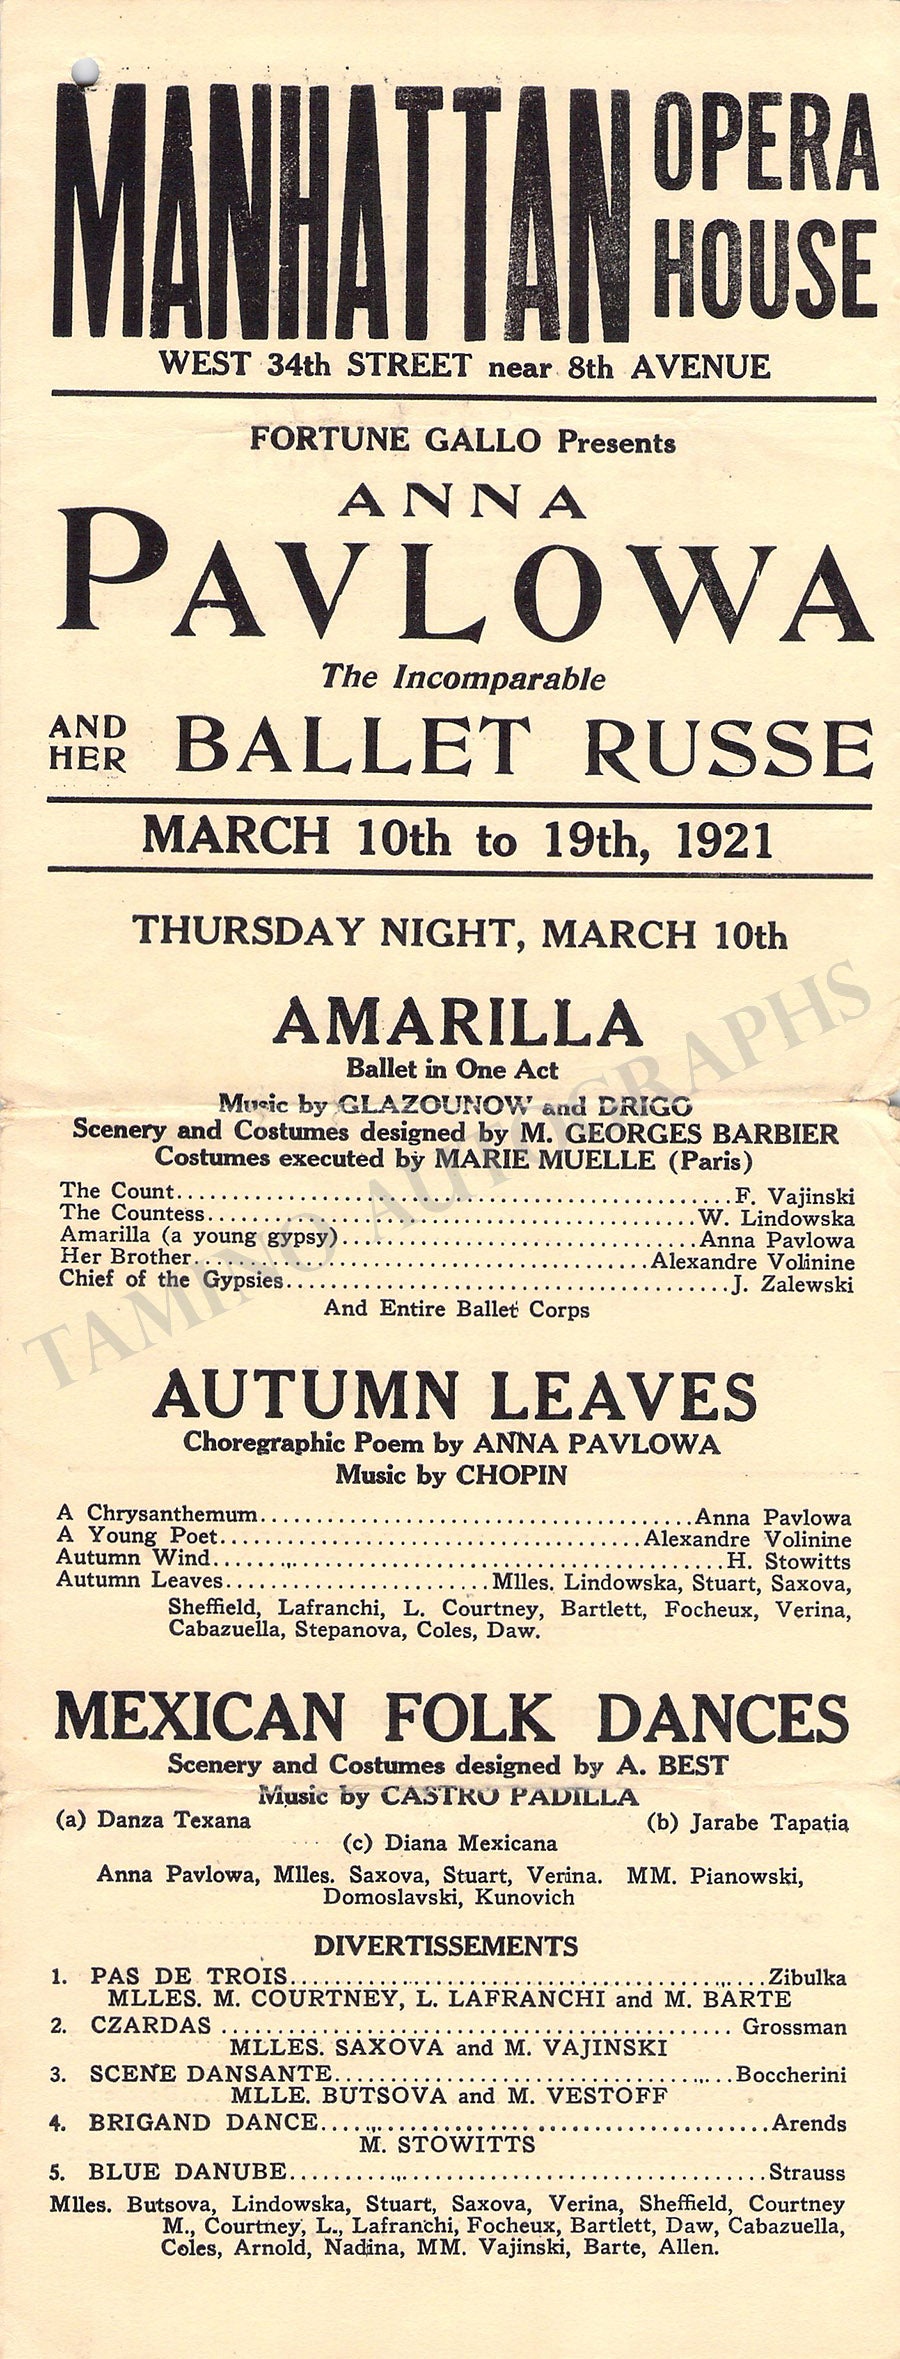 MANHATTAN OPERA HOUSE
WEST 34th STREET near 8th AVENUE
FORTUNE GALLO Presents
ANNA
PAVLOWA
The Incomparable
AND HER BALLET RUSSE
MARCH 10th to 19th, 1921
THURSDAY NIGHT, MARCH 10th
AMARILLA
Ballet in One Act
Music by GLAZOUNOW and DRIGO
Scenery and Costumes designed by M. GEORGES BARBIER
Costumes executed by MARIE MUELLE (Paris)
The Count........................................F. Vajinski
The Countess........................................W. Lindowska
Amarilla (a young gypsy)..............................Anna Pavlowa
Her Brother........................................Alexandre Volinine
Chief of the Gypsies..............................J. Zalewski
And Entire Ballet Corps
AUTUMN LEAVES
Choregraphic Poem by ANNA PAVLOWA
Music by CHOPIN
A Chrysanthemum..............................Anna Pavlowa
A Young Poet..............................Alexandre Volinine
Autumn Wind..............................H. Stowitts
Autumn Leaves......................Mlles. Lindowska, Stuart, Saxova,
Sheffield, Lafranchi, L. Courtney, Bartlett, Focheux, Verina,
Cabazuella, Stepanova, Coles, Daw.
MEXICAN FOLK DANCES
Scenery and Costumes designed by A. BEST
Music by CASTRO PADILLA
(a) Danza Texana (b) Jarabe Tapatia
(c) Diana Mexicana
Anna Pavlowa, Mlles. Saxova, Stuart, Verina. MM. Pianowski,
Domoslavski, Kunovich
DIVERTISSEMENTS
1. PAS DE TROIS........................................Zibulka
MLLES. M. COURTNEY, L. LAFRANCHI and M. BARTE
2. CZARDAS ........................................ Grossman
MLLES. SAXOVA and M. VAJINSKI
3. SCENE DANSANTE..............................Boccherini
MLLE. BUTSOVA and M. VESTOFF
4. BRIGAND DANCE..............................Arends
M. STOWITTS
5. BLUE DANUBE..............................Strauss
Mlles. Butsova, Lindowska, Stuart, Saxova, Verina, Sheffield, Courtney
M., Courtney, L., Lafranchi, Focheux, Bartlett, Daw, Cabazuella,
Coles, Arnold, Nadina, MM. Vajinski, Barte, Allen.
TAMINO AUTOGRAPHS